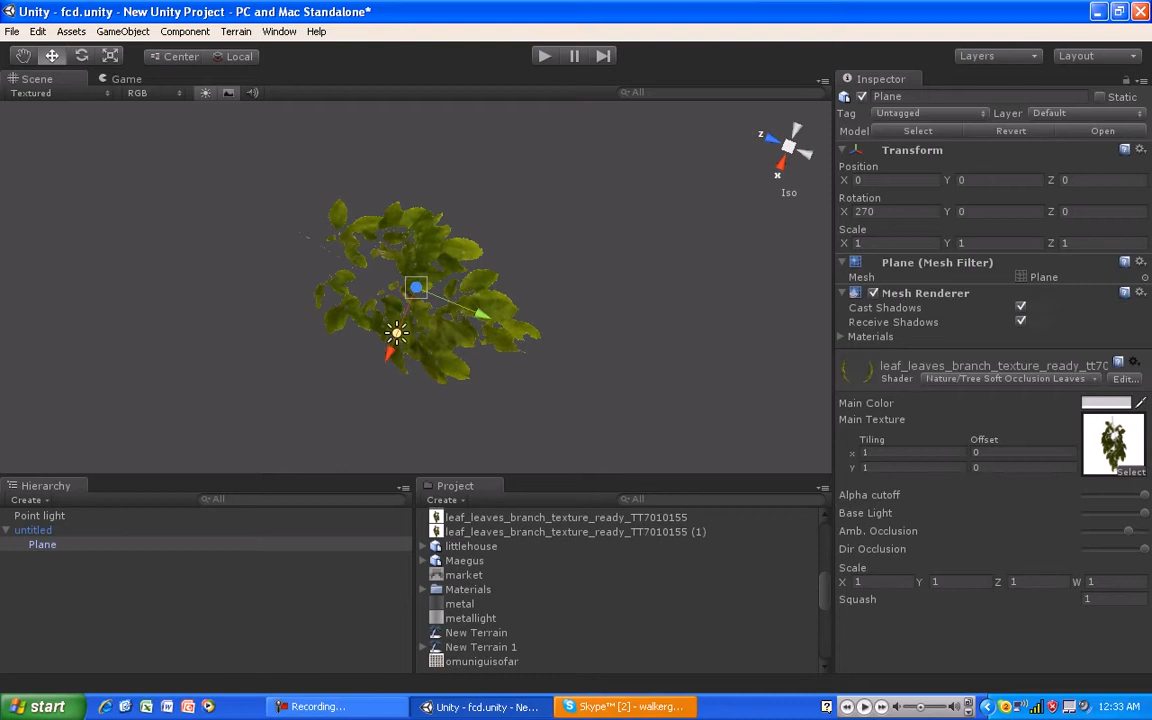 Unity - fcd.unity - New Unity Project - PC and Mac Standalone*
File Edit Assets GameObject Component Terrain Window Help
Center Local Layers Layout
Scene Game
Textured RGB All
z
x
Iso
Inspector
Plane Static
Tag Untagged Layer Default
Model Select Revert Open
Transform
Position
X 0 Y 0 Z 0
Rotation
X 270 Y 0 Z 0
Scale
X 1 Y 1 Z 1
Plane (Mesh Filter)
Mesh Plane
Mesh Renderer
Cast Shadows
Receive Shadows
Materials
leaf_leaves_branch_texture_ready_tt70
Shader Nature/Tree Soft Occlusion Leaves Edit...
Main Color
Main Texture
Tiling Offset
x 1 0
y 1 0
Select
Alpha cutoff
Base Light
Amb. Occlusion
Dir Occlusion
Scale
X 1 Y 1 Z 1 W 1
Squash 1
Hierarchy
Create All
Point light
untitled
Plane
Project
Create All
leaf_leaves_branch_texture_ready_TT7010155
leaf_leaves_branch_texture_ready_TT7010155 (1)
littlehouse
Maegus
market
Materials
metal
metallight
New Terrain
New Terrain 1
omuniguisofar
start Recording... Unity - fcd.unity - Ne... Skype™ [2] - walkerg... 12:33 AM